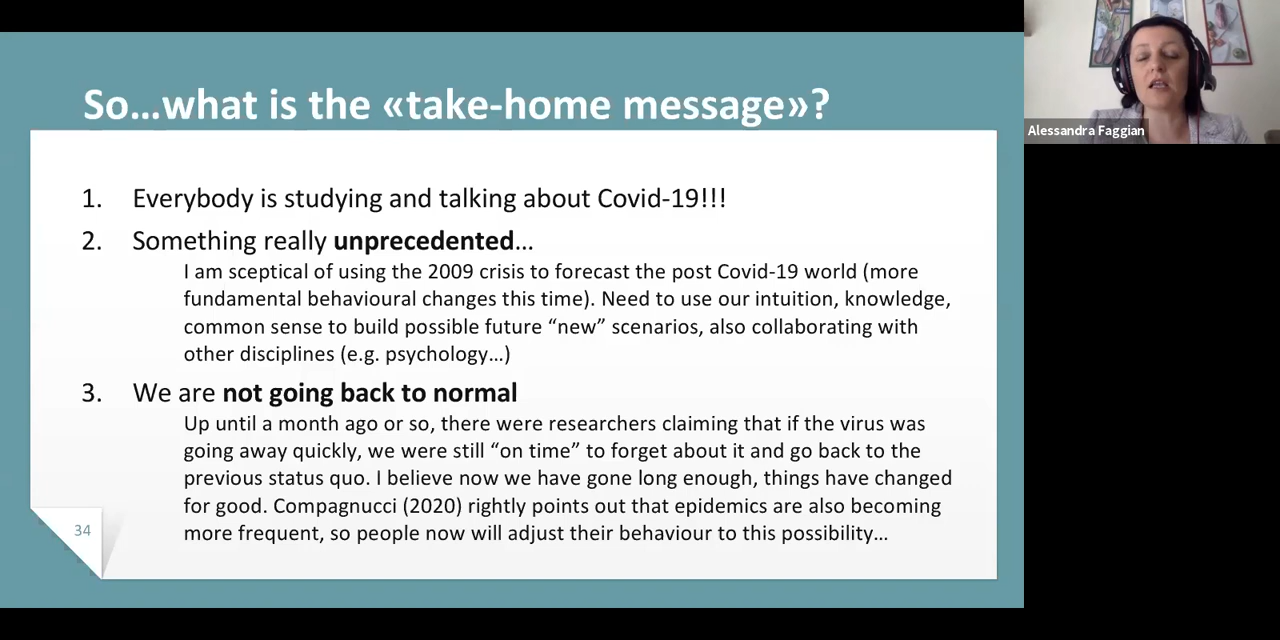 So...what is the «take-home message»?
1. Everybody is studying and talking about Covid-19!!!
2. Something really unprecedented...
I am sceptical of using the 2009 crisis to forecast the post Covid-19 world (more
fundamental behavioural changes this time). Need to use our intuition, knowledge,
common sense to build possible future “new” scenarios, also collaborating with
other disciplines (e.g. psychology...)
3. We are not going back to normal
Up until a month ago or so, there were researchers claiming that if the virus was
going away quickly, we were still “on time” to forget about it and go back to the
previous status quo. I believe now we have gone long enough, things have changed
for good. Compagnucci (2020) rightly points out that epidemics are also becoming
more frequent, so people now will adjust their behaviour to this possibility...
34
Alessandra Faggian